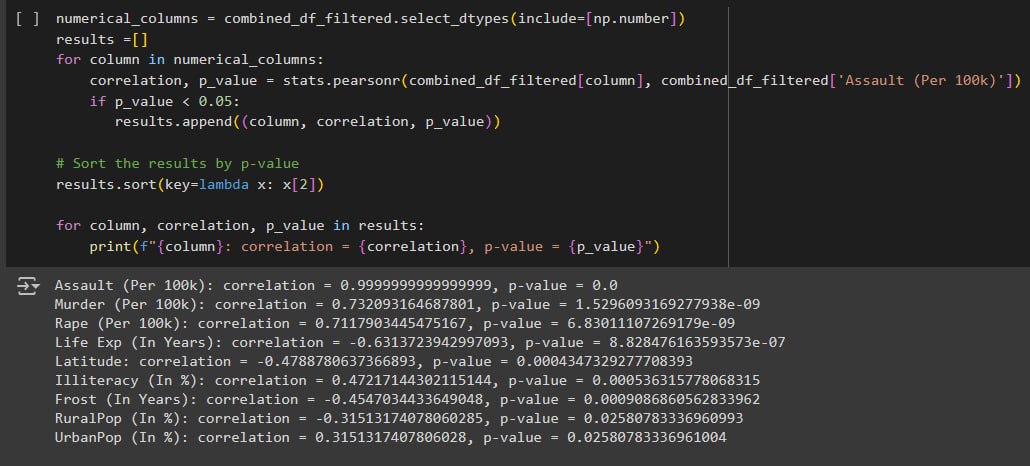 [ ] numerical_columns = combined_df_filtered.select_dtypes(include=[np.number])
results =[]
for column in numerical_columns:
    correlation, p_value = stats.pearsonr(combined_df_filtered[column], combined_df_filtered['Assault (Per 100k)'])
    if p_value < 0.05:
       results.append((column, correlation, p_value))
# Sort the results by p-value
results.sort(key=lambda x: x[2])
for column, correlation, p_value in results:
    print(f"{column}: correlation = {correlation}, p-value = {p_value}")
Assault (Per 100k): correlation = 0.9999999999999999, p-value = 0.0
Murder (Per 100k): correlation = 0.732093164687801, p-value = 1.5296093169277938e-09
Rape (Per 100k): correlation = 0.7117903445475167, p-value = 6.83011107269179e-09
Life Exp (In Years): correlation = -0.6313723942997093, p-value = 8.828476163593573e-07
Latitude: correlation = -0.4788780637366893, p-value = 0.0004347329277708393
Illiteracy (In %): correlation = 0.47217144302115144, p-value = 0.000536315778068315
Frost (In Years): correlation = -0.4547034433649048, p-value = 0.0009086860562833962
RuralPop (In %): correlation = -0.31513174078060285, p-value = 0.02580783336960993
UrbanPop (In %): correlation = 0.3151317407806028, p-value = 0.02580783336961004